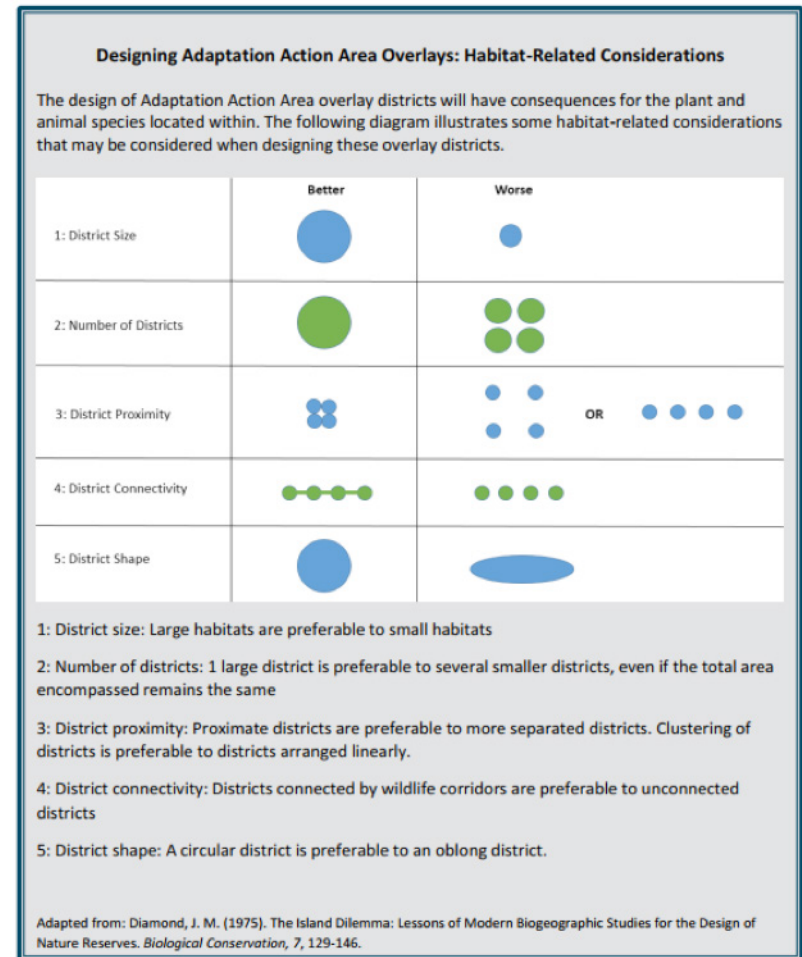 Designing Adaptation Action Area Overlays: Habitat-Related Considerations
The design of Adaptation Action Area overlay districts will have consequences for the plant and
animal species located within. The following diagram illustrates some habitat-related considerations
that may be considered when designing these overlay districts.
Better Worse
1: District Size
2: Number of Districts
3: District Proximity OR
4: District Connectivity
5: District Shape
1: District size: Large habitats are preferable to small habitats
2: Number of districts: 1 large district is preferable to several smaller districts, even if the total area
encompassed remains the same
3: District proximity: Proximate districts are preferable to more separated districts. Clustering of
districts is preferable to districts arranged linearly.
4: District connectivity: Districts connected by wildlife corridors are preferable to unconnected
districts
5: District shape: A circular district is preferable to an oblong district.
Adapted from: Diamond, J. M. (1975). The Island Dilemma: Lessons of Modern Biogeographic Studies for the Design of
Nature Reserves. Biological Conservation, 7, 129-146.